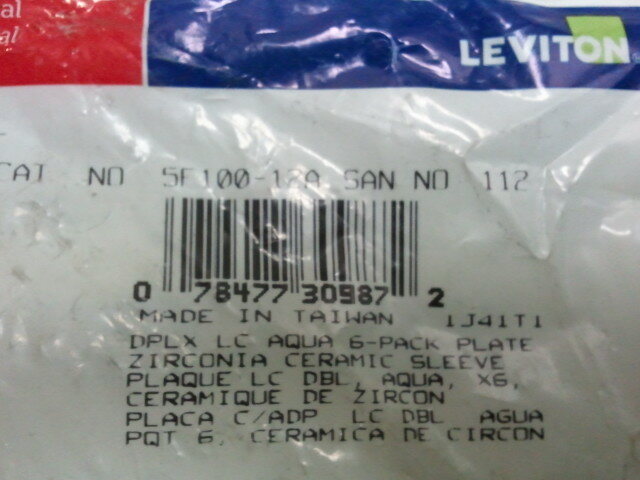 al
al
LEVITON
CAT NO 5F100-12A SAN NO 112
0 78477 30987 2
MADE IN TAIWAN 1J41T1
DPLX LC AQUA 6-PACK PLATE
ZIRCONIA CERAMIC SLEEVE
PLAQUE LC DBL, AQUA, X6,
CERAMIQUE DE ZIRCON
PLACA C/ADP LC DBL AGUA
PQT 6, CERAMICA DE CIRCON